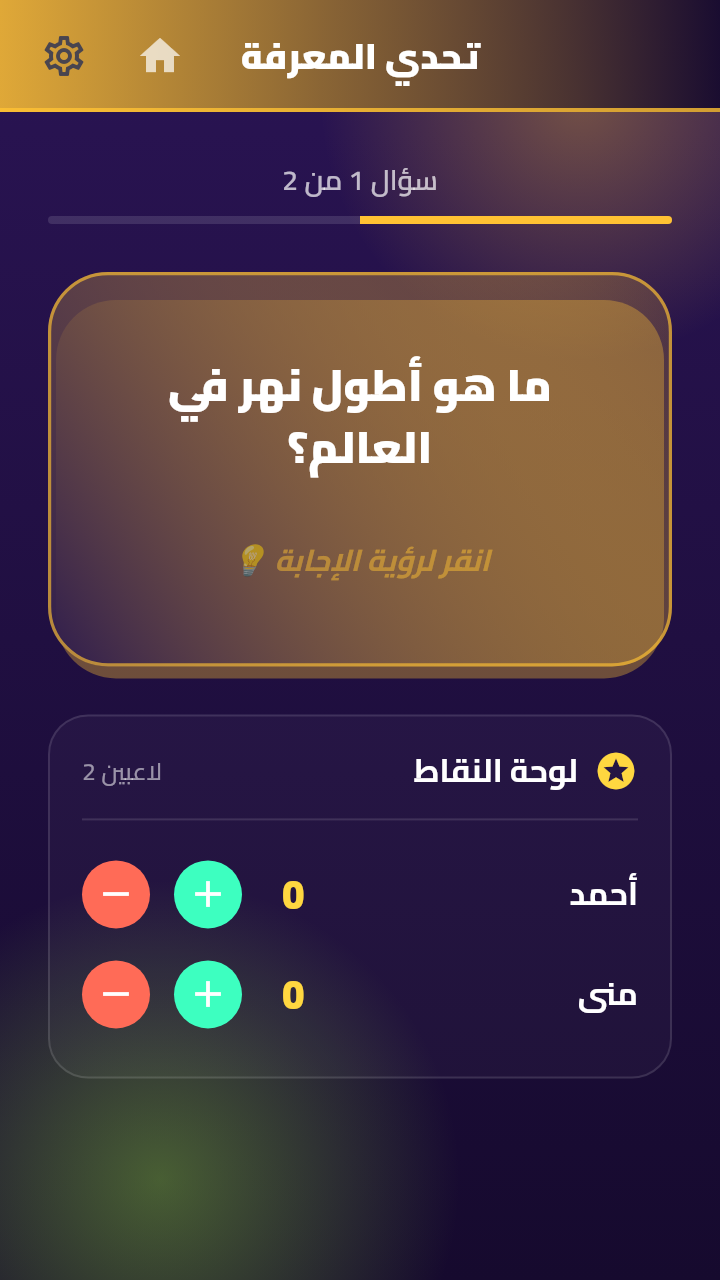 تحدي المعرفة
سؤال 1 من 2
ما هو أطول نهر في
العالم؟
انقر لرؤية الإجابة 💡
لوحة النقاط
2 لاعبين
أحمد
0
منى
0